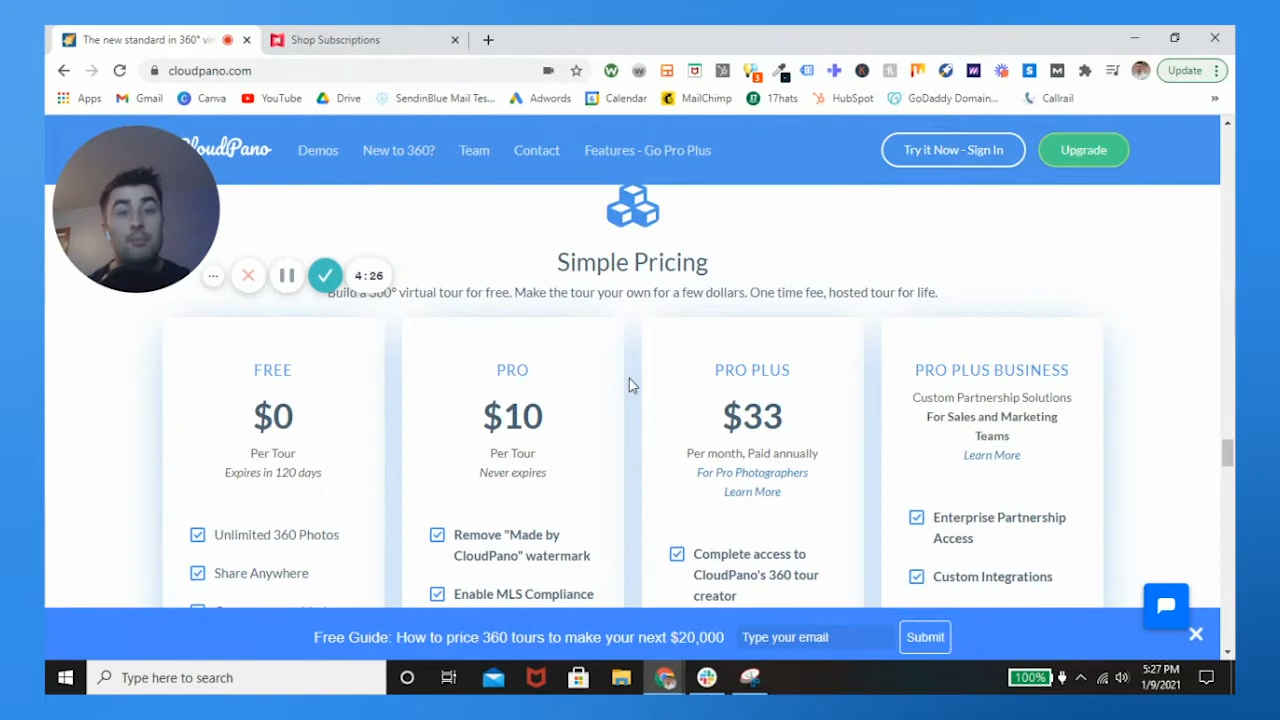 The new standard in 360° vir
Shop Subscriptions
cloudpano.com
3
Update
Apps
Gmail
Canva
YouTube
Drive
SendinBlue Mail Tes...
Adwords
Calendar
MailChimp
17hats
HubSpot
GoDaddy Domain...
Callrail
»
CloudPano
Demos
New to 360?
Team
Contact
Features - Go Pro Plus
Try it Now - Sign In
Upgrade
4:26
Simple Pricing
Build a 360° virtual tour for free. Make the tour your own for a few dollars. One time fee, hosted tour for life.
FREE
$0
Per Tour
Expires in 120 days
Unlimited 360 Photos
Share Anywhere
PRO
$10
Per Tour
Never expires
Remove "Made by
CloudPano" watermark
Enable MLS Compliance
PRO PLUS
$33
Per month, Paid annually
For Pro Photographers
Learn More
Complete access to
CloudPano's 360 tour
creator
PRO PLUS BUSINESS
Custom Partnership Solutions
For Sales and Marketing
Teams
Learn More
Enterprise Partnership
Access
Custom Integrations
Free Guide: How to price 360 tours to make your next $20,000
Type your email
Submit
Type here to search
100%
5:27 PM
1/9/2021